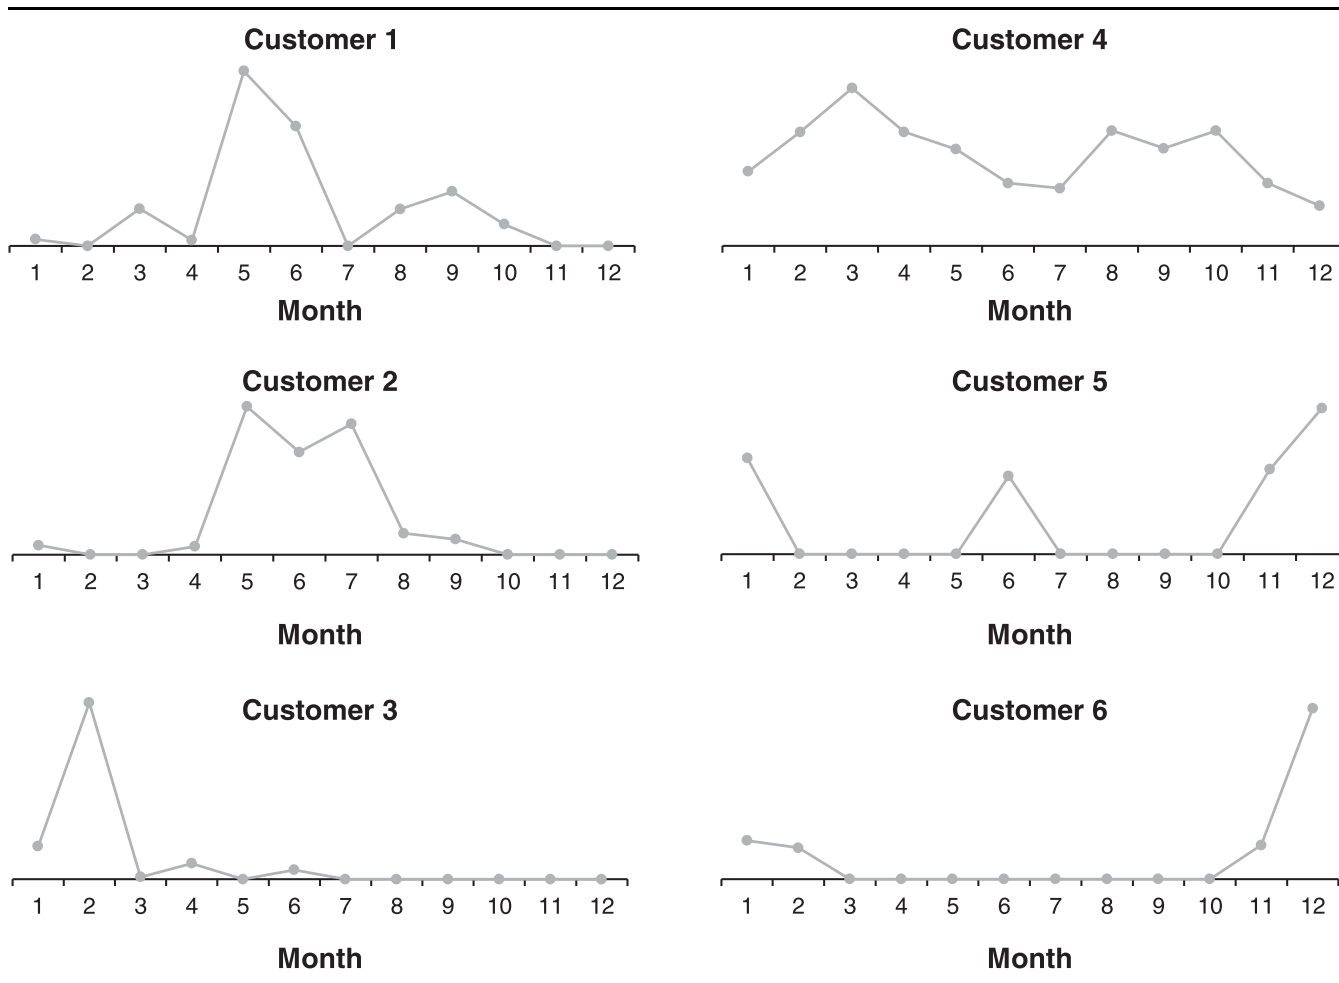 Customer 1
1 2 3 4 5 6 7 8 9 10 11 12
Month
Customer 4
1 2 3 4 5 6 7 8 9 10 11 12
Month
Customer 2
1 2 3 4 5 6 7 8 9 10 11 12
Month
Customer 5
1 2 3 4 5 6 7 8 9 10 11 12
Month
Customer 3
1 2 3 4 5 6 7 8 9 10 11 12
Month
Customer 6
1 2 3 4 5 6 7 8 9 10 11 12
Month